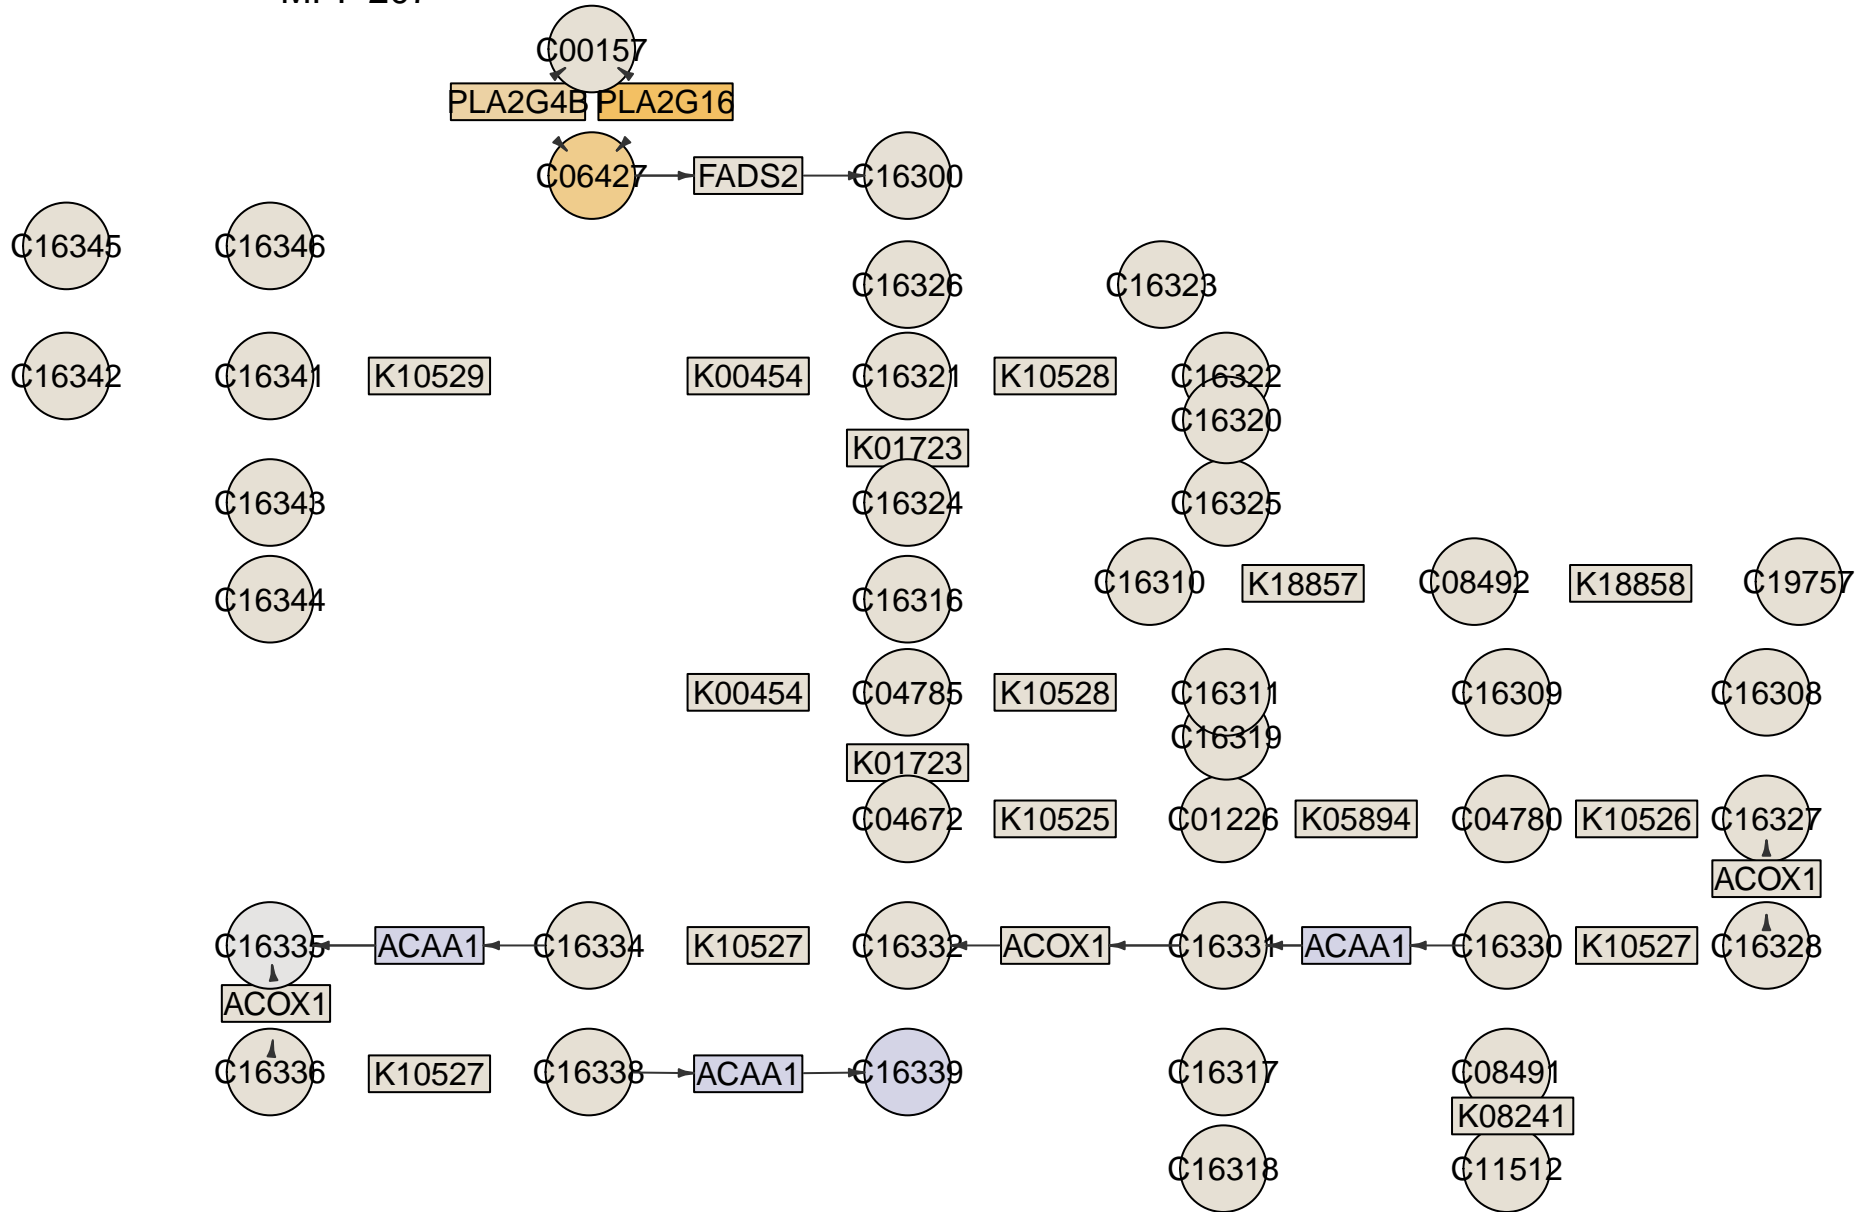 C00157
PLA2G4B PLA2G16
C06427 FADS2 C16300
C16345 C16346
C16326 C16323
C16342 C16341 K10529 K00454 C16321 K10528 C16322
C16320
K01723
C16343 C16324 C16325
C16310 K18857 C08492 K18858 C19757
C16344 C16316
K00454 C04785 K10528 C16311 C16309 C16308
C16319
K01723
C04672 K10525 C01226 K05894 C04780 K10526 C16327
ACOX1
C16335 ACAA1 C16334 K10527 C16332 ACOX1 C16331 ACAA1 C16330 K10527 C16328
ACOX1
C16336 K10527 C16338 ACAA1 C16339 C16317 C08491
K08241
C16318 C11512